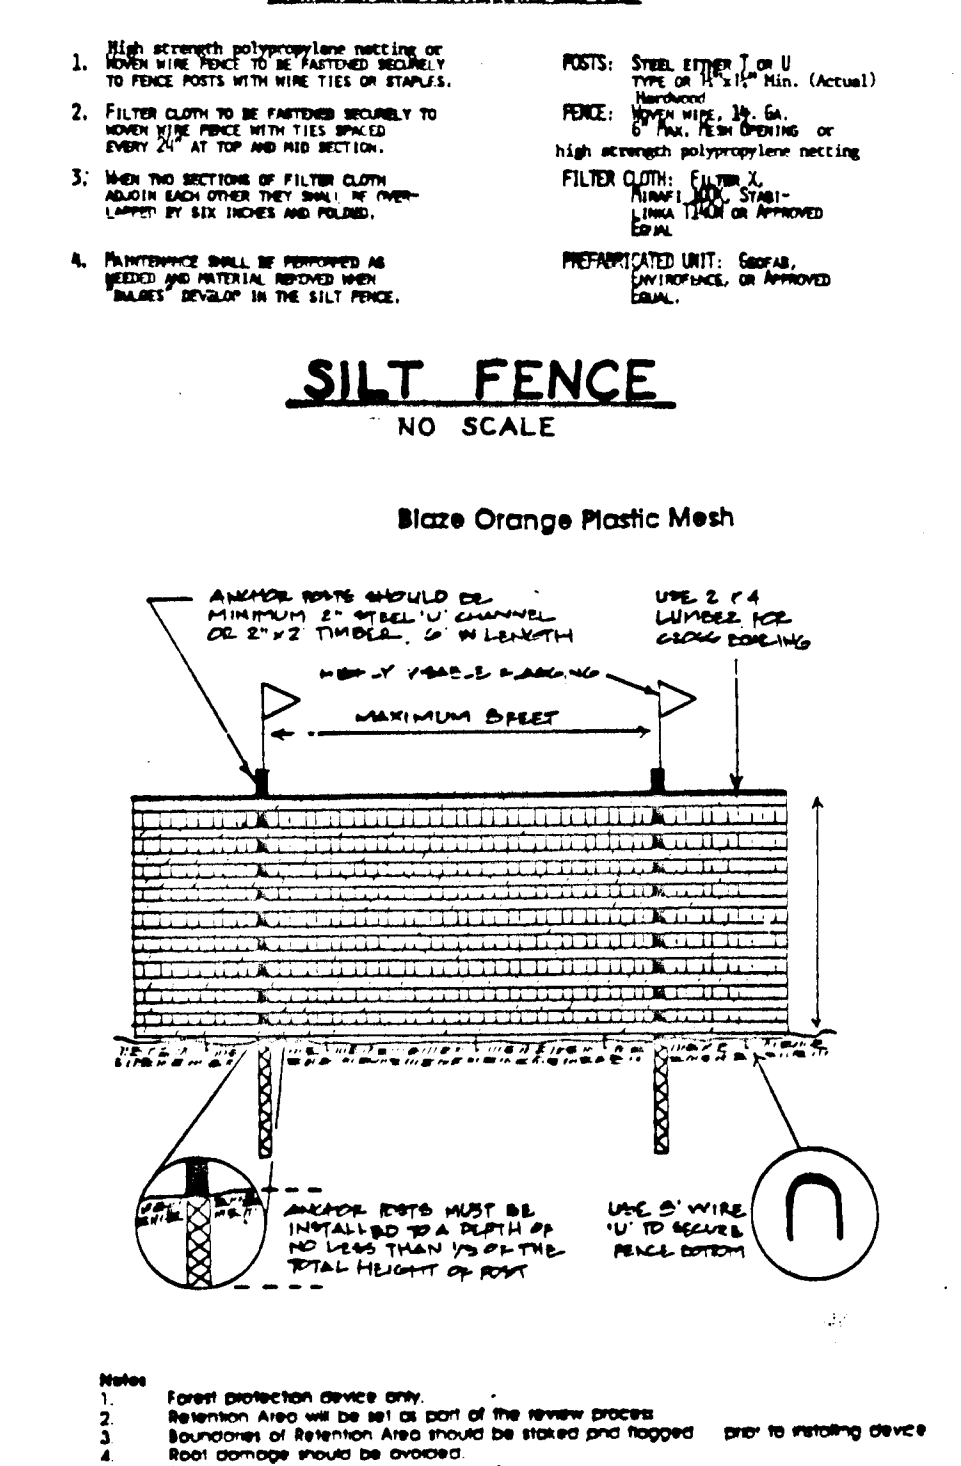 1. High strength polypropylene netting or
WOVEN WIRE FENCE TO BE FASTENED SECURELY
TO FENCE POSTS WITH WIRE TIES OR STAPLES.
2. FILTER CLOTH TO BE FASTENED SECURELY TO
WOVEN WIRE FENCE WITH TIES SPACED
EVERY 24" AT TOP AND MID SECTION.
3. WHEN TWO SECTIONS OF FILTER CLOTH
ADJOIN EACH OTHER THEY SHALL BE OVER-
LAPPED BY SIX INCHES AND FOLDED.
4. MAINTENANCE SHALL BE PERFORMED AS
NEEDED AND MATERIAL REMOVED WHEN
"BULGES" DEVELOP IN THE SILT FENCE.
POSTS: STEEL EITHER T OR U
TYPE OR Min. (Actual)
Hardwood
FENCE: WOVEN WIRE, 14. GA.
6" MAX. MESH OPENING or
high strength polypropylene netting
FILTER CLOTH: FILTER X,
MIRAFI 100X, STABI-
LINKA T140N OR APPROVED
EQUAL
PREFABRICATED UNIT: GEOFAB,
ENVIROFENCE, OR APPROVED
EQUAL.
SILT FENCE
NO SCALE
Blaze Orange Plastic Mesh
ANCHOR POSTS SHOULD BE
MINIMUM 2" STEEL 'U' CHANNEL
OR 2" x 2" TIMBER, 6' IN LENGTH
USE 2 x 4
LUMBER FOR
CROSS BRACING
HIGHLY VISIBLE FLAGGING
MAXIMUM 8 FEET
ANCHOR POSTS MUST BE
INSTALLED TO A DEPTH OF
NO LESS THAN 1/3 OF THE
TOTAL HEIGHT OF POST
USE 8" WIRE
'U' TO SECURE
FENCE BOTTOM
Notes
1. Forest protection device only.
2. Retention Area will be set as part of the review process
3 Boundaries of Retention Area should be staked and flagged prior to installing device
4. Root damage should be avoided.